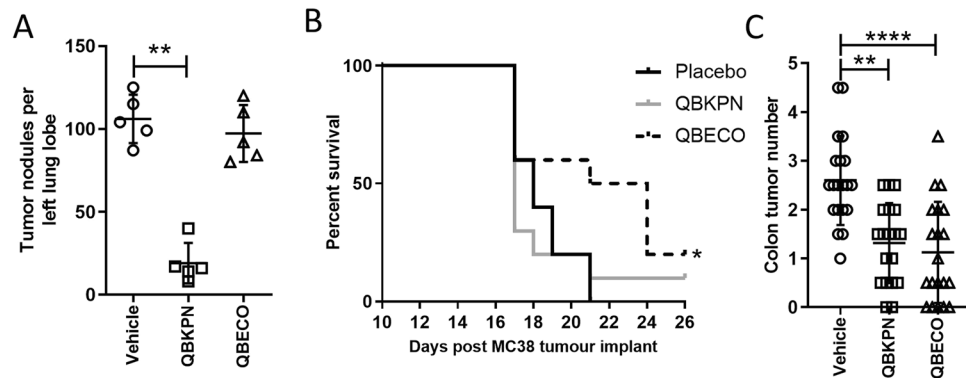 A
Tumor nodules per
left lung lobe
150
100
50
0
**
Vehicle
QBKPN
QBECO
B
Percent survival
100
50
0
10 12 14 16 18 19 21 24 26
Days post MC38 tumour implant
Placebo
QBKPN
QBECO
*
C
Colon tumor number
5
4
3
2
1
0
****
**
Vehicle
QBKPN
QBECO